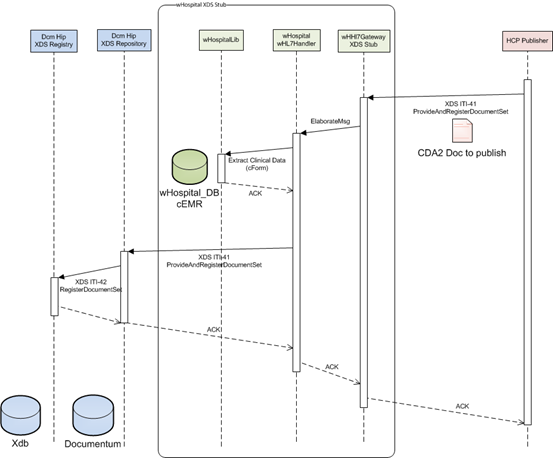 wHospital XDS Stub
Dcm Hip
XDS Registry
Dcm Hip
XDS Repository
wHospitalLib
wHospital
wHL7Handler
wHHl7Gateway
XDS Stub
HCP Publisher
XDS ITI-41
ProvideAndRegisterDocumentSet
ElaborateMsg
CDA2 Doc to publish
Extract Clinical Data
(cForm)
wHospital_DB
cEMR
ACK
XDS ITI-41
ProvideAndRegisterDocumentSet
XDS ITI-42
RegisterDocumentSet
ACK
ACK
ACK
Xdb
Documentum